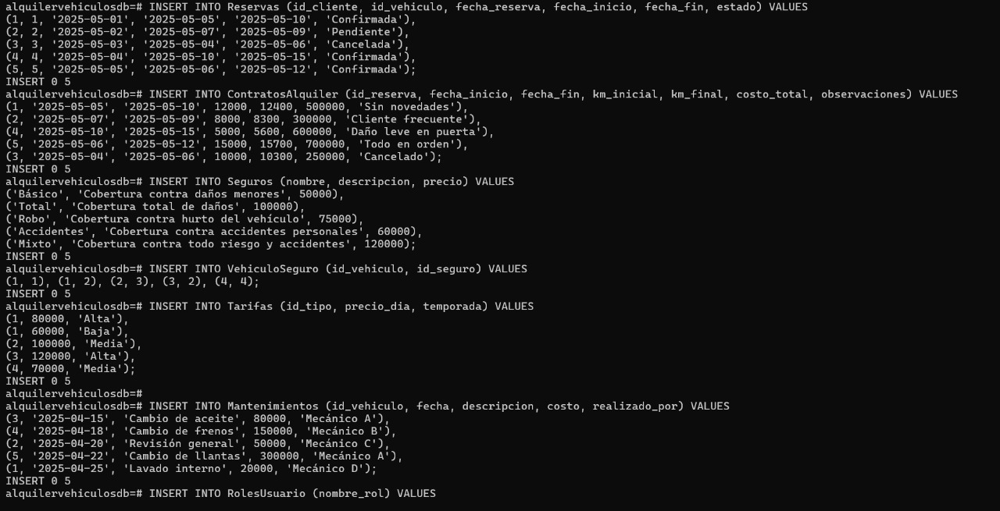 alquilervehiculosdb=# INSERT INTO Reservas (id_cliente, id_vehiculo, fecha_reserva, fecha_inicio, fecha_fin, estado) VALUES
(1, 1, '2025-05-01', '2025-05-05', '2025-05-10', 'Confirmada'),
(2, 2, '2025-05-02', '2025-05-07', '2025-05-09', 'Pendiente'),
(3, 3, '2025-05-03', '2025-05-04', '2025-05-06', 'Cancelada'),
(4, 4, '2025-05-04', '2025-05-10', '2025-05-15', 'Confirmada'),
(5, 5, '2025-05-05', '2025-05-06', '2025-05-12', 'Confirmada');
INSERT 0 5
alquilervehiculosdb=# INSERT INTO ContratosAlquiler (id_reserva, fecha_inicio, fecha_fin, km_inicial, km_final, costo_total, observaciones) VALUES
(1, '2025-05-05', '2025-05-10', 12000, 12400, 500000, 'Sin novedades'),
(2, '2025-05-07', '2025-05-09', 8000, 8300, 300000, 'Cliente frecuente'),
(4, '2025-05-10', '2025-05-15', 5000, 5600, 600000, 'Daño leve en puerta'),
(5, '2025-05-06', '2025-05-12', 15000, 15700, 700000, 'Todo en orden'),
(3, '2025-05-04', '2025-05-06', 10000, 10300, 250000, 'Cancelado');
INSERT 0 5
alquilervehiculosdb=# INSERT INTO Seguros (nombre, descripcion, precio) VALUES
('Básico', 'Cobertura contra daños menores', 50000),
('Total', 'Cobertura total de daños', 100000),
('Robo', 'Cobertura contra hurto del vehículo', 75000),
('Accidentes', 'Cobertura contra accidentes personales', 60000),
('Mixto', 'Cobertura contra todo riesgo y accidentes', 120000);
INSERT 0 5
alquilervehiculosdb=# INSERT INTO VehiculoSeguro (id_vehiculo, id_seguro) VALUES
(1, 1), (1, 2), (2, 3), (3, 2), (4, 4);
INSERT 0 5
alquilervehiculosdb=# INSERT INTO Tarifas (id_tipo, precio_dia, temporada) VALUES
(1, 80000, 'Alta'),
(1, 60000, 'Baja'),
(2, 100000, 'Media'),
(3, 120000, 'Alta'),
(4, 70000, 'Media');
INSERT 0 5
alquilervehiculosdb=#
alquilervehiculosdb=# INSERT INTO Mantenimientos (id_vehiculo, fecha, descripcion, costo, realizado_por) VALUES
(3, '2025-04-15', 'Cambio de aceite', 80000, 'Mecánico A'),
(4, '2025-04-18', 'Cambio de frenos', 150000, 'Mecánico B'),
(2, '2025-04-20', 'Revisión general', 50000, 'Mecánico C'),
(5, '2025-04-22', 'Cambio de llantas', 300000, 'Mecánico A'),
(1, '2025-04-25', 'Lavado interno', 20000, 'Mecánico D');
INSERT 0 5
alquilervehiculosdb=# INSERT INTO RolesUsuario (nombre_rol) VALUES